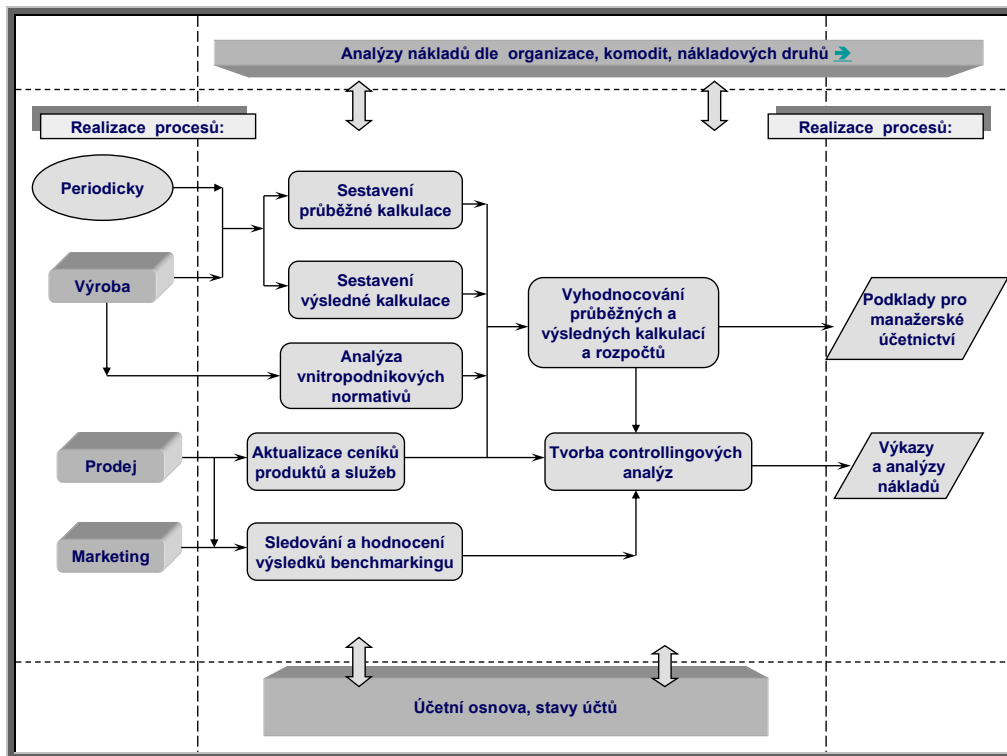 Analýzy nákladů dle organizace, komodit, nákladových druhů ➔
Realizace procesů:
Realizace procesů:
Periodicky
Sestavení
průběžné kalkulace
Výroba
Sestavení
výsledné kalkulace
Vyhodnocování
průběžných a
výsledných kalkulací
a rozpočtů
Podklady pro
manažerské
účetnictví
Analýza
vnitropodnikových
normativů
Prodej
Aktualizace ceníků
produktů a služeb
Tvorba controllingových
analýz
Výkazy
a analýzy
nákladů
Marketing
Sledování a hodnocení
výsledků benchmarkingu
Účetní osnova, stavy účtů